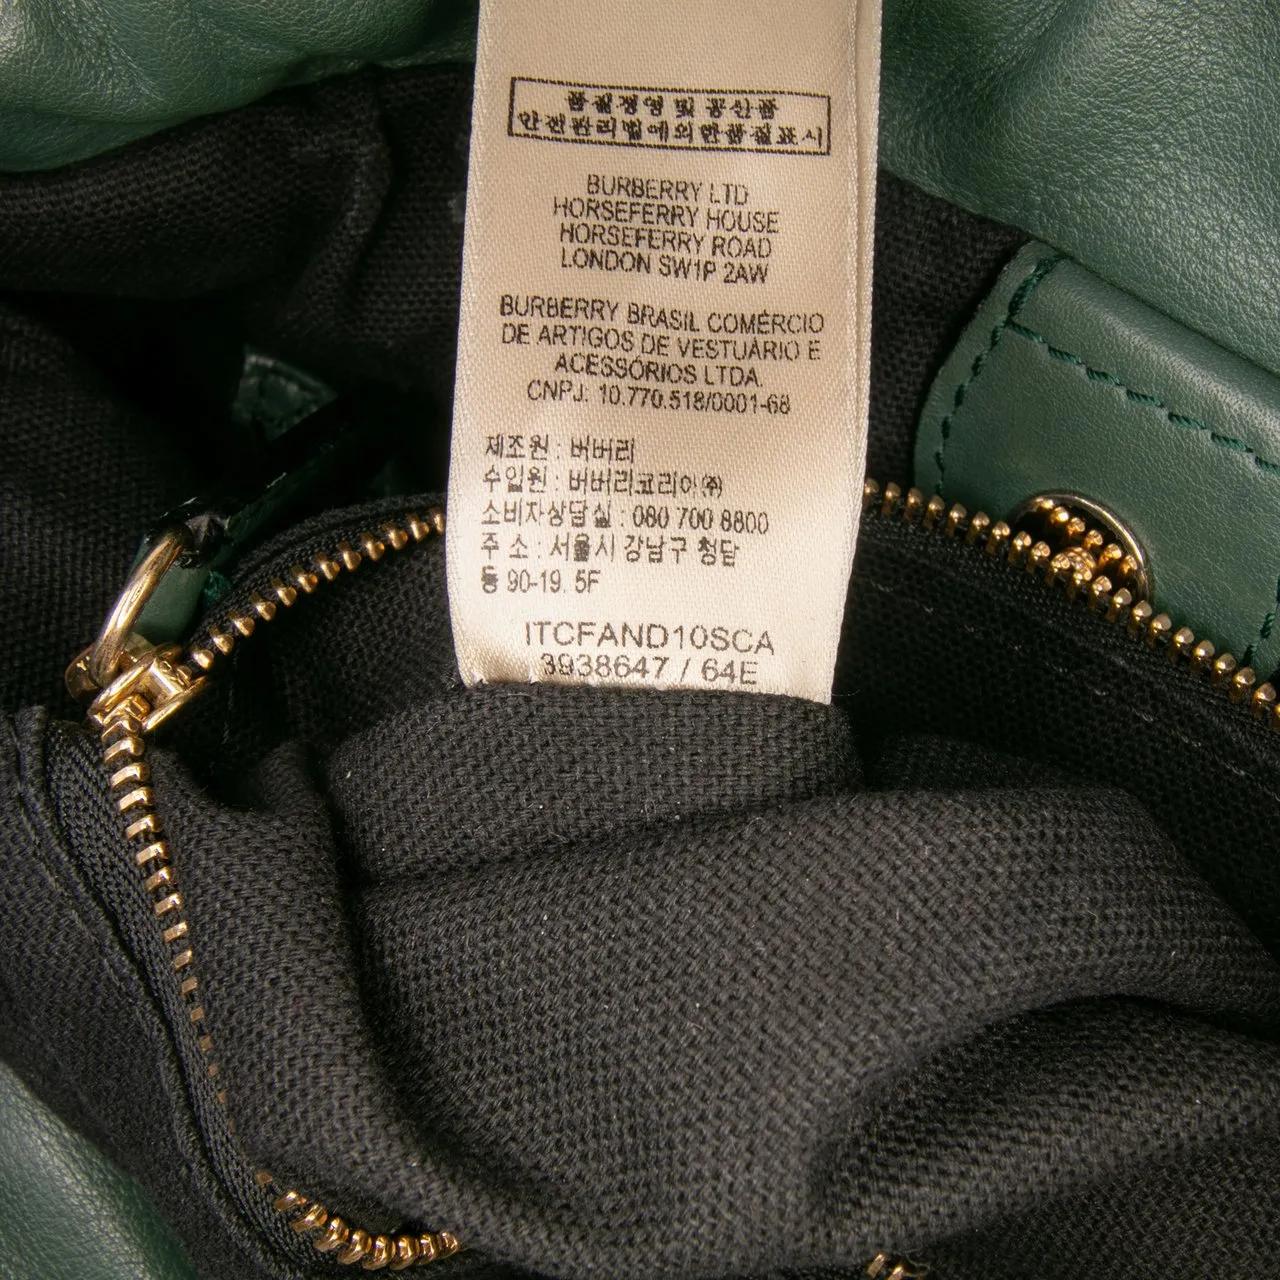 품질경영 및 공산품
안전관리법에의한품질표시
BURBERRY LTD
HORSEFERRY HOUSE
HORSEFERRY ROAD
LONDON SW1P 2AW
BURBERRY BRASIL COMÉRCIO
DE ARTIGOS DE VESTUÁRIO E
ACESSÓRIOS LTDA.
CNPJ: 10.770.518/0001-68
제조원 : 버버리
수입원 : 버버리코리아㈜
소비자상담실 : 080 700 8800
주 소 : 서울시 강남구 청담
동 90-19. 5F
ITCFAND10SCA
3938647 / 64E